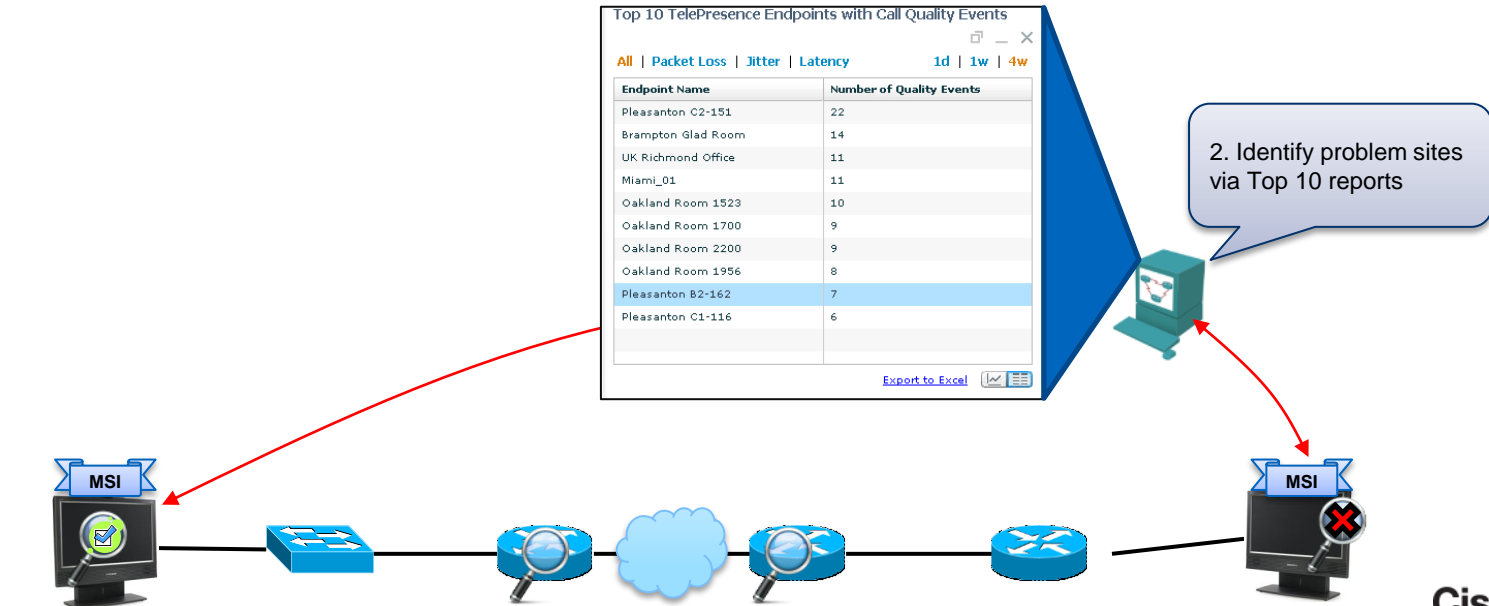 Top 10 TelePresence Endpoints with Call Quality Events
All | Packet Loss | Jitter | Latency 1d | 1w | 4w
Endpoint Name Number of Quality Events
Pleasanton C2-151 22
Brampton Glad Room 14
UK Richmond Office 11
Miami_01 11
Oakland Room 1523 10
Oakland Room 1700 9
Oakland Room 2200 9
Oakland Room 1956 8
Pleasanton B2-162 7
Pleasanton C1-116 6
Export to Excel
2. Identify problem sites
via Top 10 reports
MSI
MSI
Cis